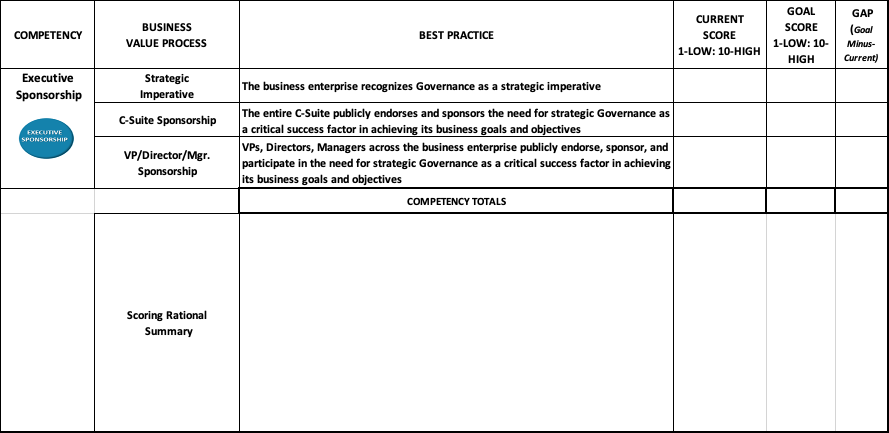 COMPETENCY
BUSINESS
VALUE PROCESS
BEST PRACTICE
CURRENT
SCORE
1-LOW: 10-HIGH
GOAL
SCORE
1-LOW: 10-
HIGH
GAP
(Goal
Minus-
Current)
Executive
Sponsorship
EXECUTIVE
SPONSORSHIP
Strategic
Imperative
The business enterprise recognizes Governance as a strategic imperative
C-Suite Sponsorship
The entire C-Suite publicly endorses and sponsors the need for strategic Governance as
a critical success factor in achieving its business goals and objectives
VP/Director/Mgr.
Sponsorship
VPs, Directors, Managers across the business enterprise publicly endorse, sponsor, and
participate in the need for strategic Governance as a critical success factor in achieving
its business goals and objectives
COMPETENCY TOTALS
Scoring Rational
Summary